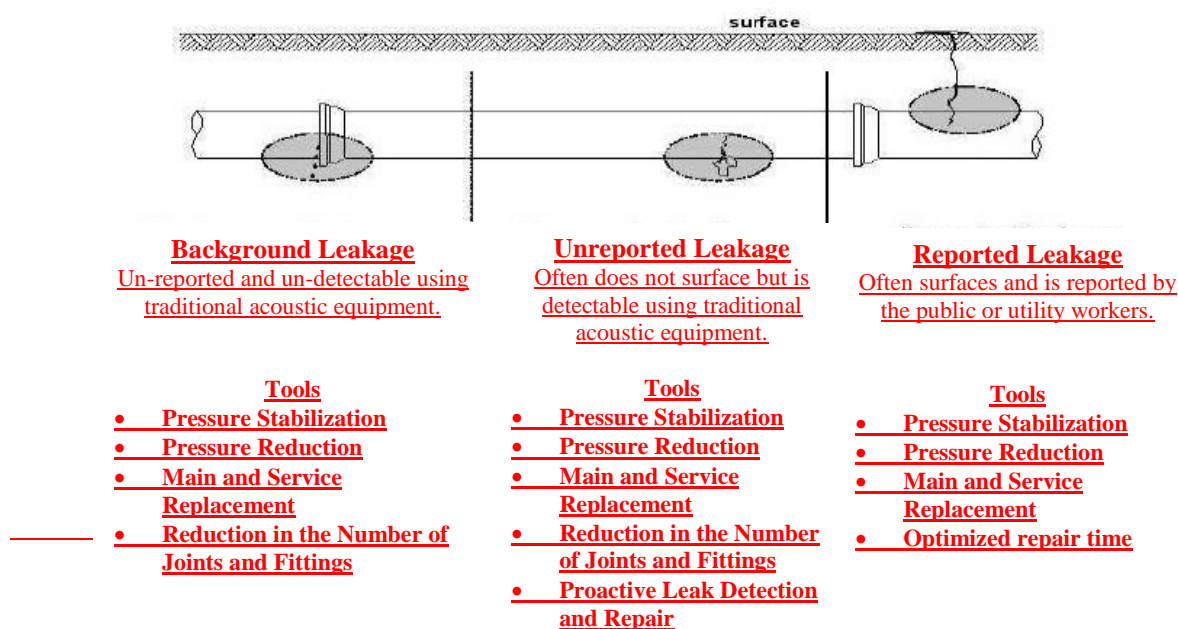 surface
Background Leakage
Un-reported and un-detectable using
traditional acoustic equipment.
Tools
• Pressure Stabilization
• Pressure Reduction
• Main and Service
Replacement
• Reduction in the Number of
Joints and Fittings
Unreported Leakage
Often does not surface but is
detectable using traditional
acoustic equipment.
Tools
• Pressure Stabilization
• Pressure Reduction
• Main and Service
Replacement
• Reduction in the Number
of Joints and Fittings
• Proactive Leak Detection
and Repair
Reported Leakage
Often surfaces and is reported by
the public or utility workers.
Tools
• Pressure Stabilization
• Pressure Reduction
• Main and Service
Replacement
• Optimized repair time